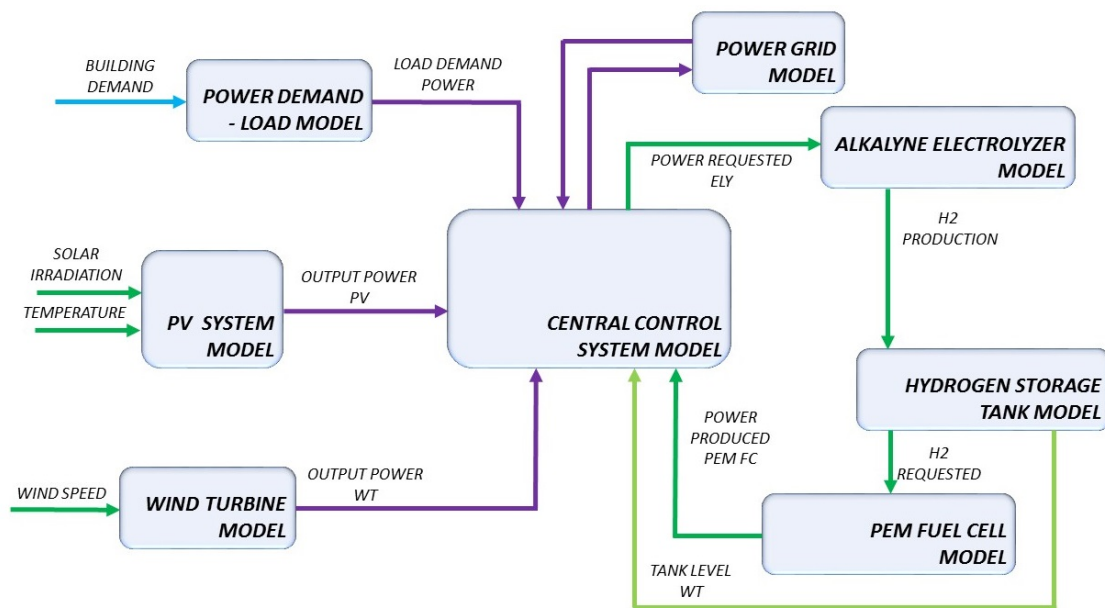 BUILDING
DEMAND
POWER DEMAND
- LOAD MODEL
LOAD DEMAND
POWER
POWER GRID
MODEL
POWER REQUESTED
ELY
ALKALYNE ELECTROLYZER
MODEL
H2
PRODUCTION
SOLAR
IRRADIATION
TEMPERATURE
PV SYSTEM
MODEL
OUTPUT POWER
PV
CENTRAL CONTROL
SYSTEM MODEL
HYDROGEN STORAGE
TANK MODEL
WIND SPEED
WIND TURBINE
MODEL
OUTPUT POWER
WT
POWER
PRODUCED
PEM FC
H2
REQUESTED
PEM FUEL CELL
MODEL
TANK LEVEL
WT